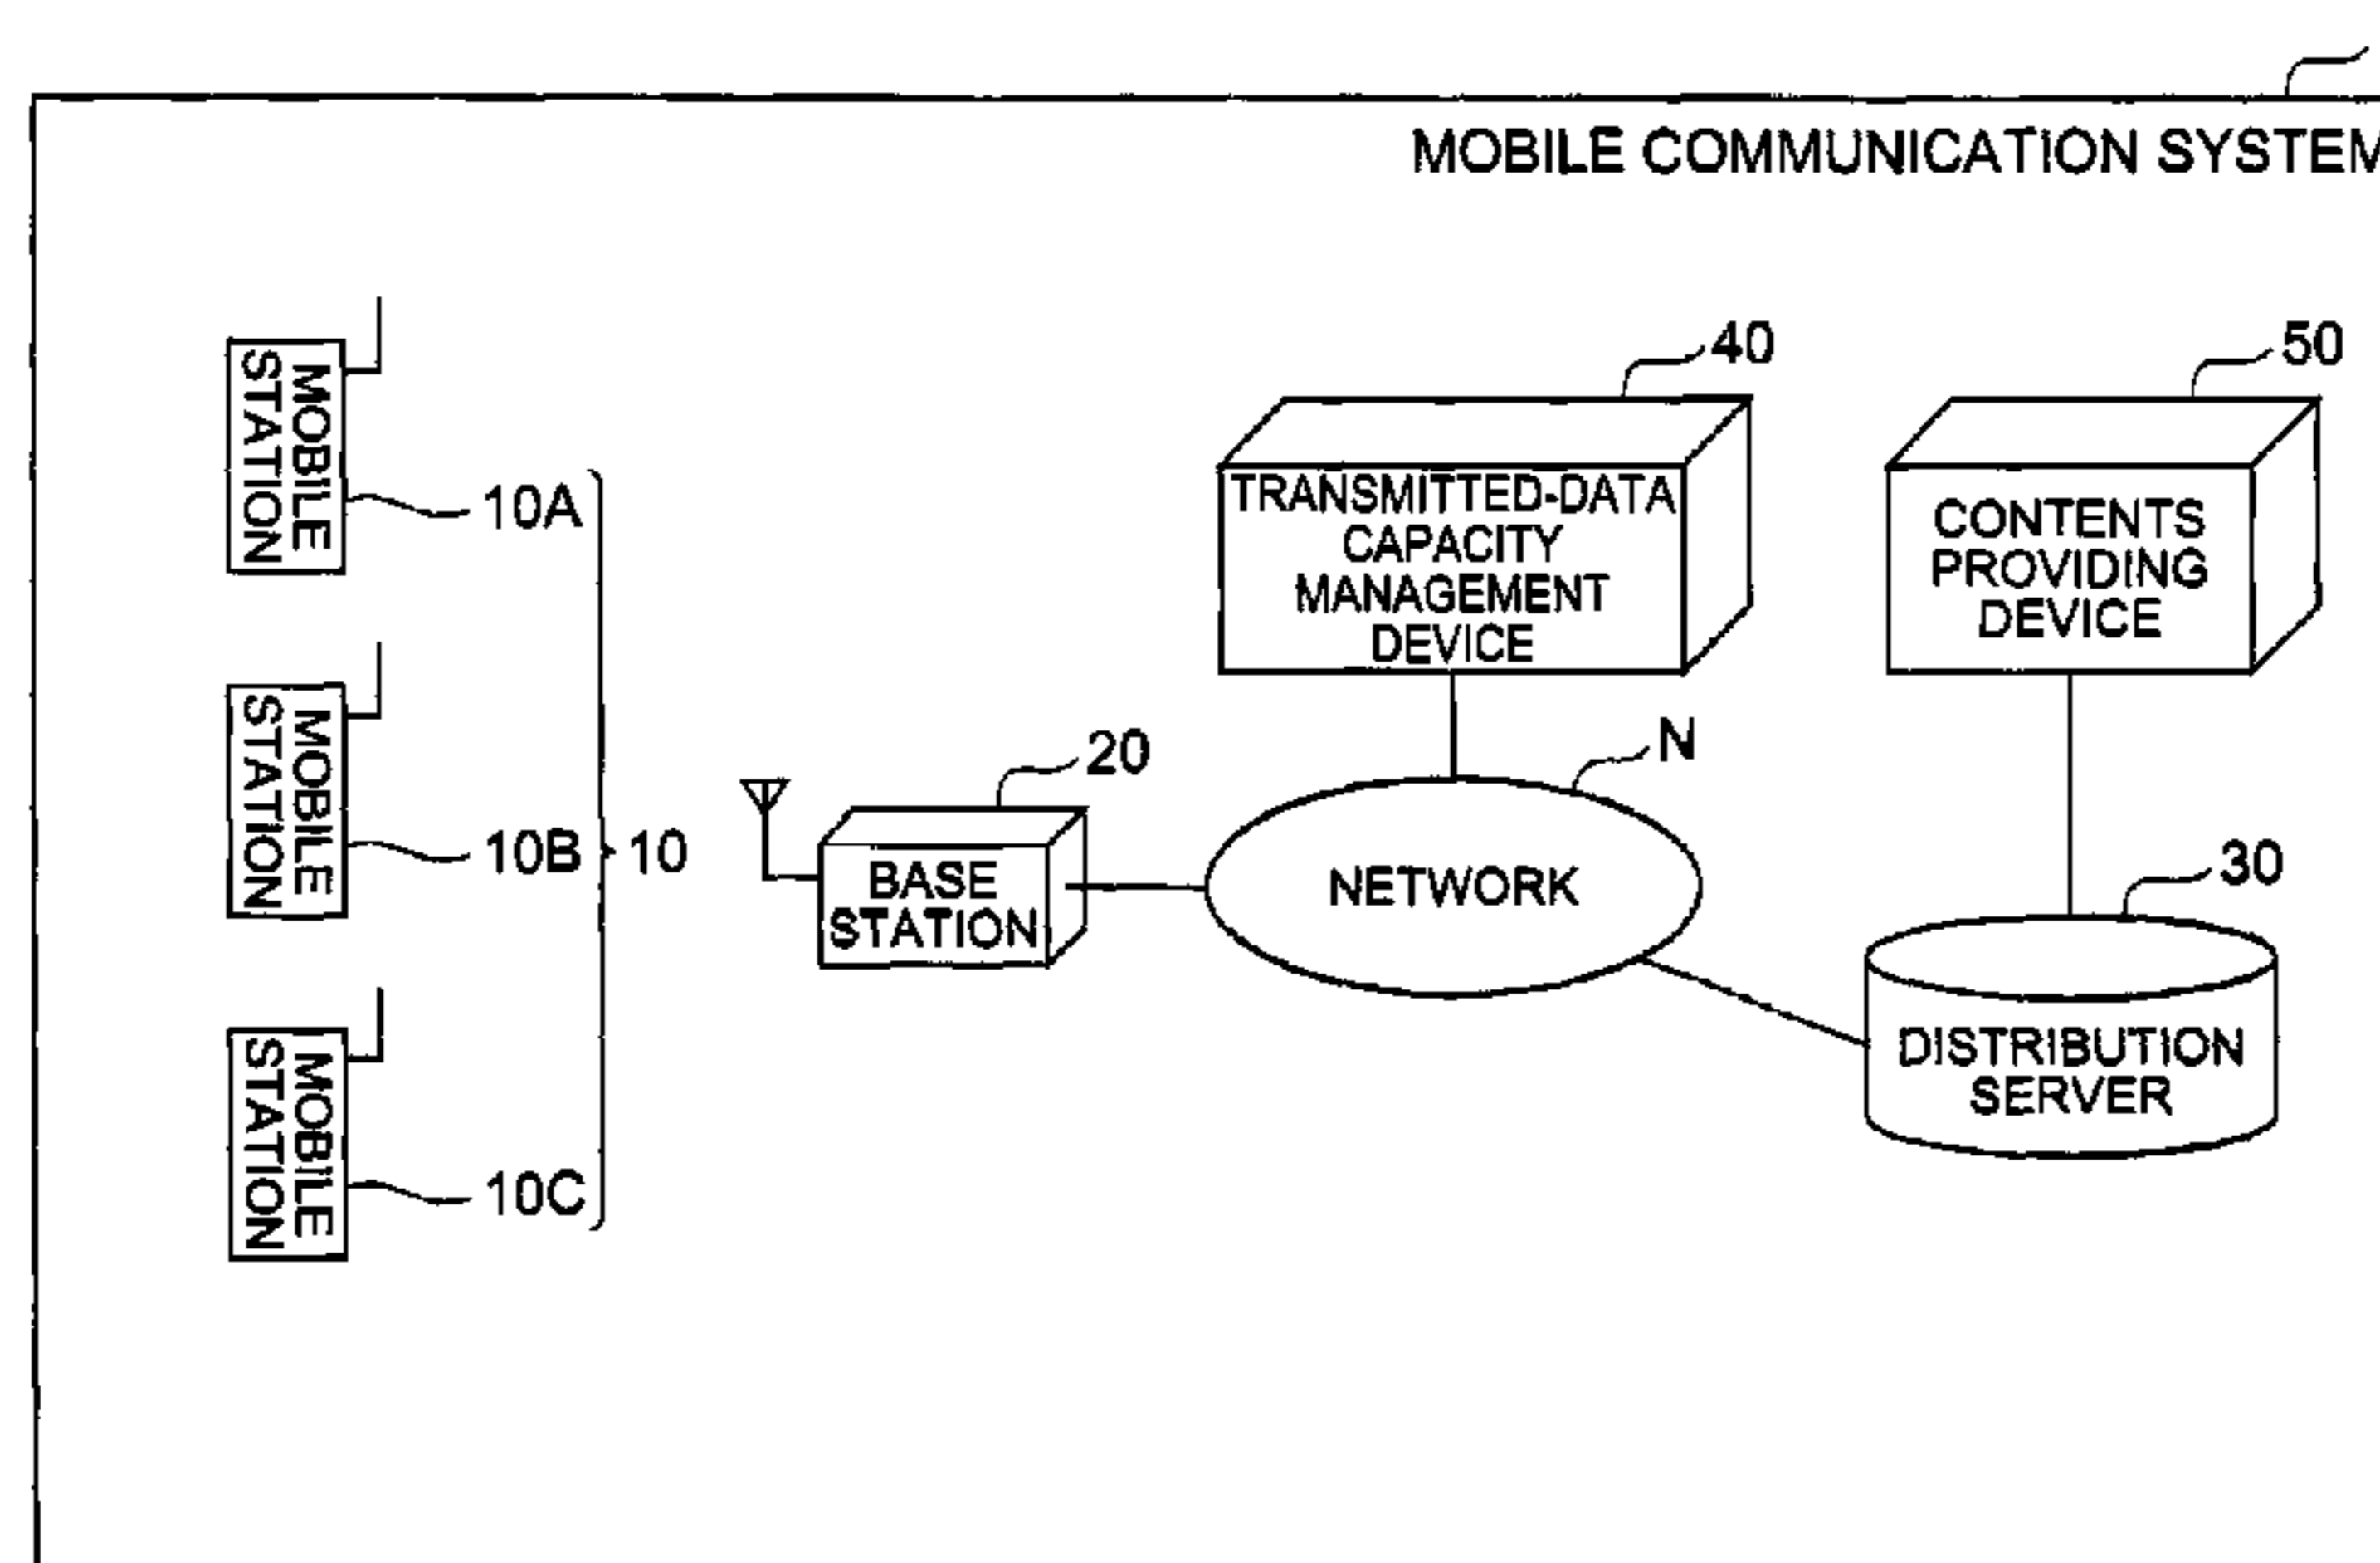 MOBILE COMMUNICATION SYSTEM
40
50
MOBILE
STATION
10A
TRANSMITTED-DATA
CAPACITY
MANAGEMENT
DEVICE
CONTENTS
PROVIDING
DEVICE
MOBILE
STATION
10B
10
20
N
BASE
STATION
NETWORK
30
DISTRIBUTION
SERVER
MOBILE
STATION
10C